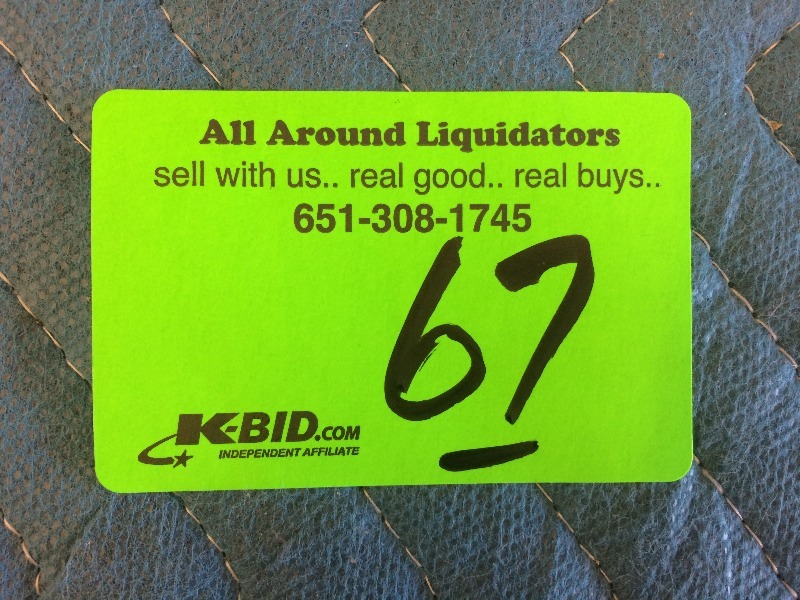 All Around Liquidators
sell with us.. real good.. real buys..
651-308-1745
67
K-BID.COM
INDEPENDENT AFFILIATE